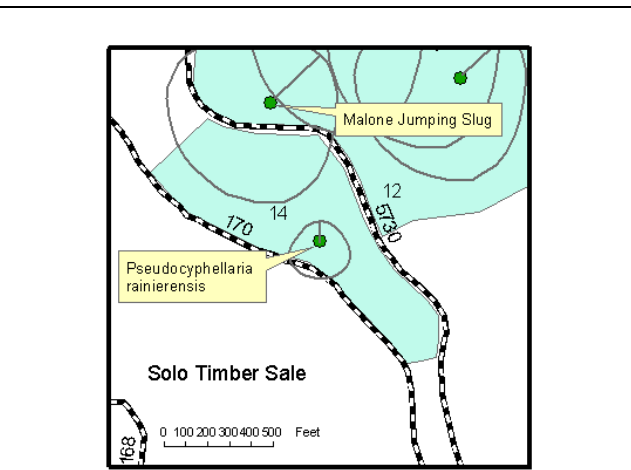 Malone Jumping Slug
12
14
5730
170
Pseudocyphellaria
rainierensis
Solo Timber Sale
0 100 200 300 400 500 Feet
168